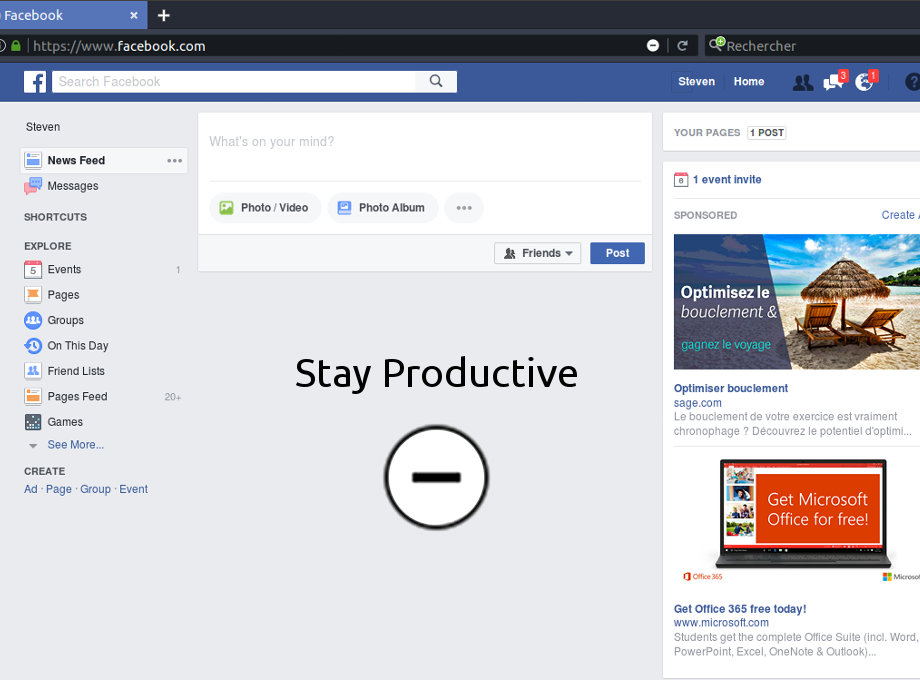 Facebook
https://www.facebook.com
Rechercher
Search Facebook
Steven
Home
3
1
?
Steven
News Feed
Messages
SHORTCUTS
EXPLORE
5
Events
1
Pages
Groups
On This Day
Friend Lists
Pages Feed
20+
Games
See More...
CREATE
Ad · Page · Group · Event
What's on your mind?
Photo / Video
Photo Album
Friends
Post
Stay Productive
YOUR PAGES 1 POST
6
1 event invite
SPONSORED
Create
Optimisez le
bouclement &
gagnez le voyage
Optimiser bouclement
sage.com
Le bouclement de votre exercice est vraiment
chronophage ? Découvrez le potentiel d'optimi...
Get Microsoft
Office for free!
Office 365
Microsof
Get Office 365 free today!
www.microsoft.com
Students get the complete Office Suite (incl. Word,
PowerPoint, Excel, OneNote & Outlook)...